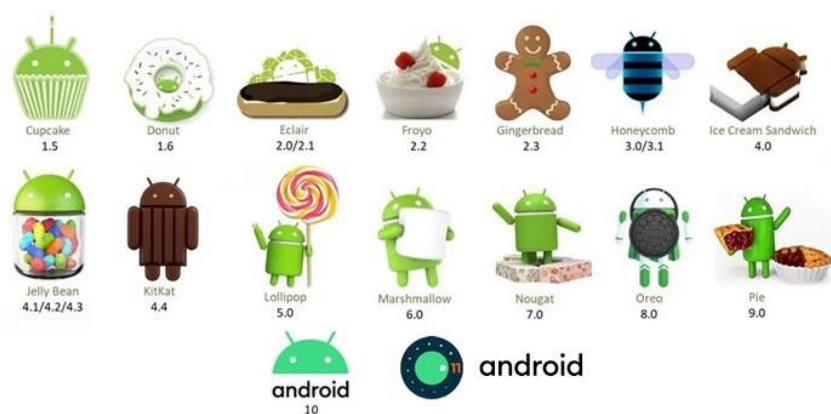 Cupcake
1.5
Donut
1.6
Eclair
2.0/2.1
Froyo
2.2
Gingerbread
2.3
Honeycomb
3.0/3.1
Ice Cream Sandwich
4.0
Jelly Bean
4.1/4.2/4.3
KitKat
4.4
Lollipop
5.0
Marshmallow
6.0
Nougat
7.0
Oreo
8.0
Pie
9.0
android
10
11
android